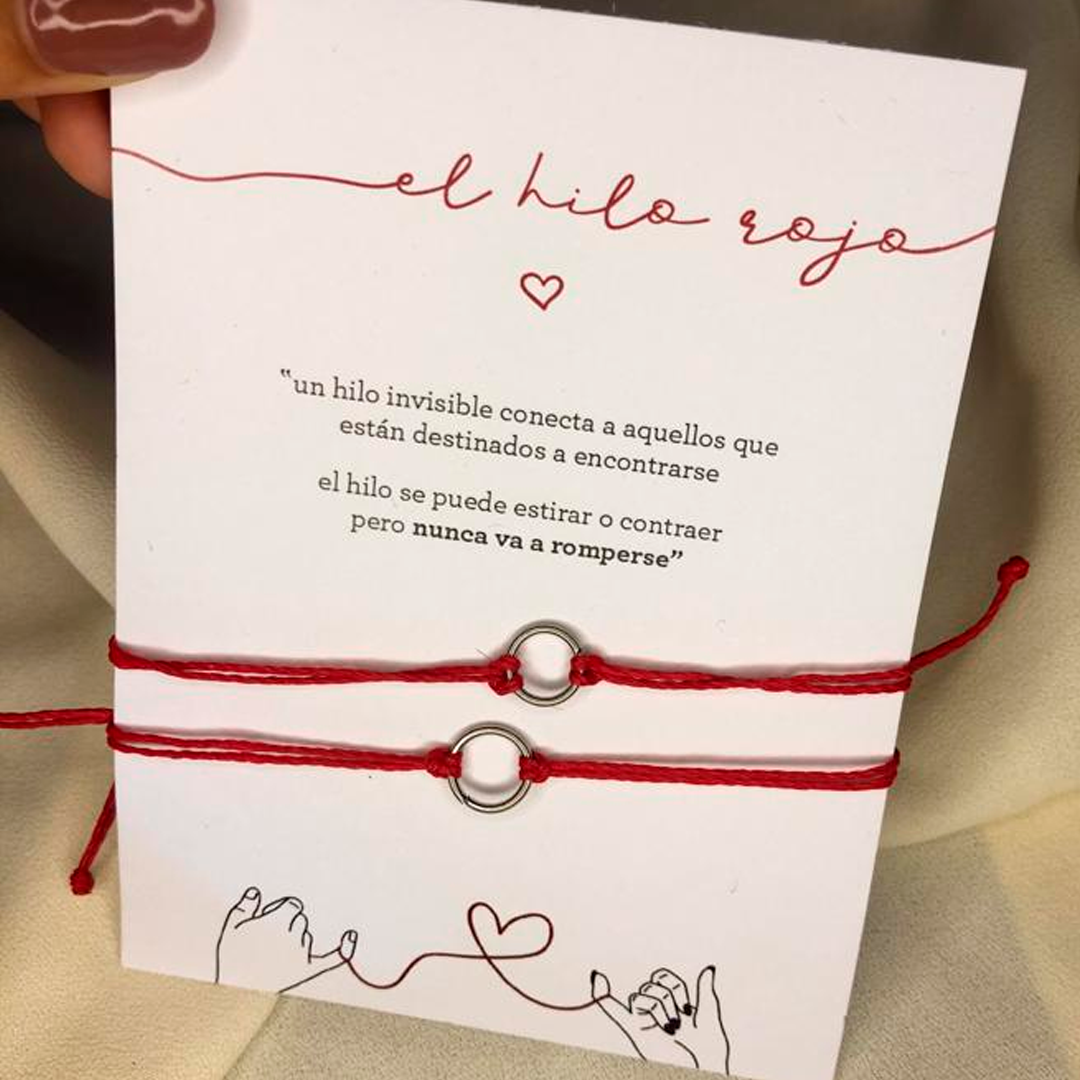 el hilo rojo
“un hilo invisible conecta a aquellos que
están destinados a encontrarse
el hilo se puede estirar o contraer
pero nunca va a romperse”